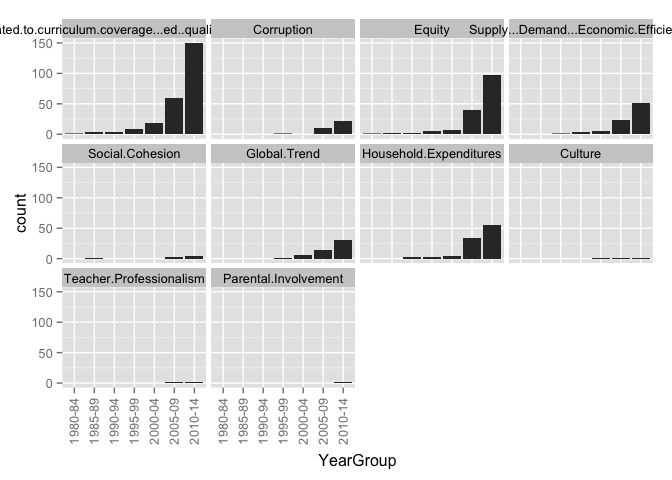 ated.to.curriculum.coverage...ed..quali
Corruption
Equity
Supply...Demand...Economic.Efficie
150
100
50
0
Social.Cohesion
Global.Trend
Household.Expenditures
Culture
150
100
50
0
count
Teacher.Professionalism
Parental.Involvement
150
100
50
0
1980-84
1985-89
1990-94
1995-99
2000-04
2005-09
2010-14
1980-84
1985-89
1990-94
1995-99
2000-04
2005-09
2010-14
YearGroup